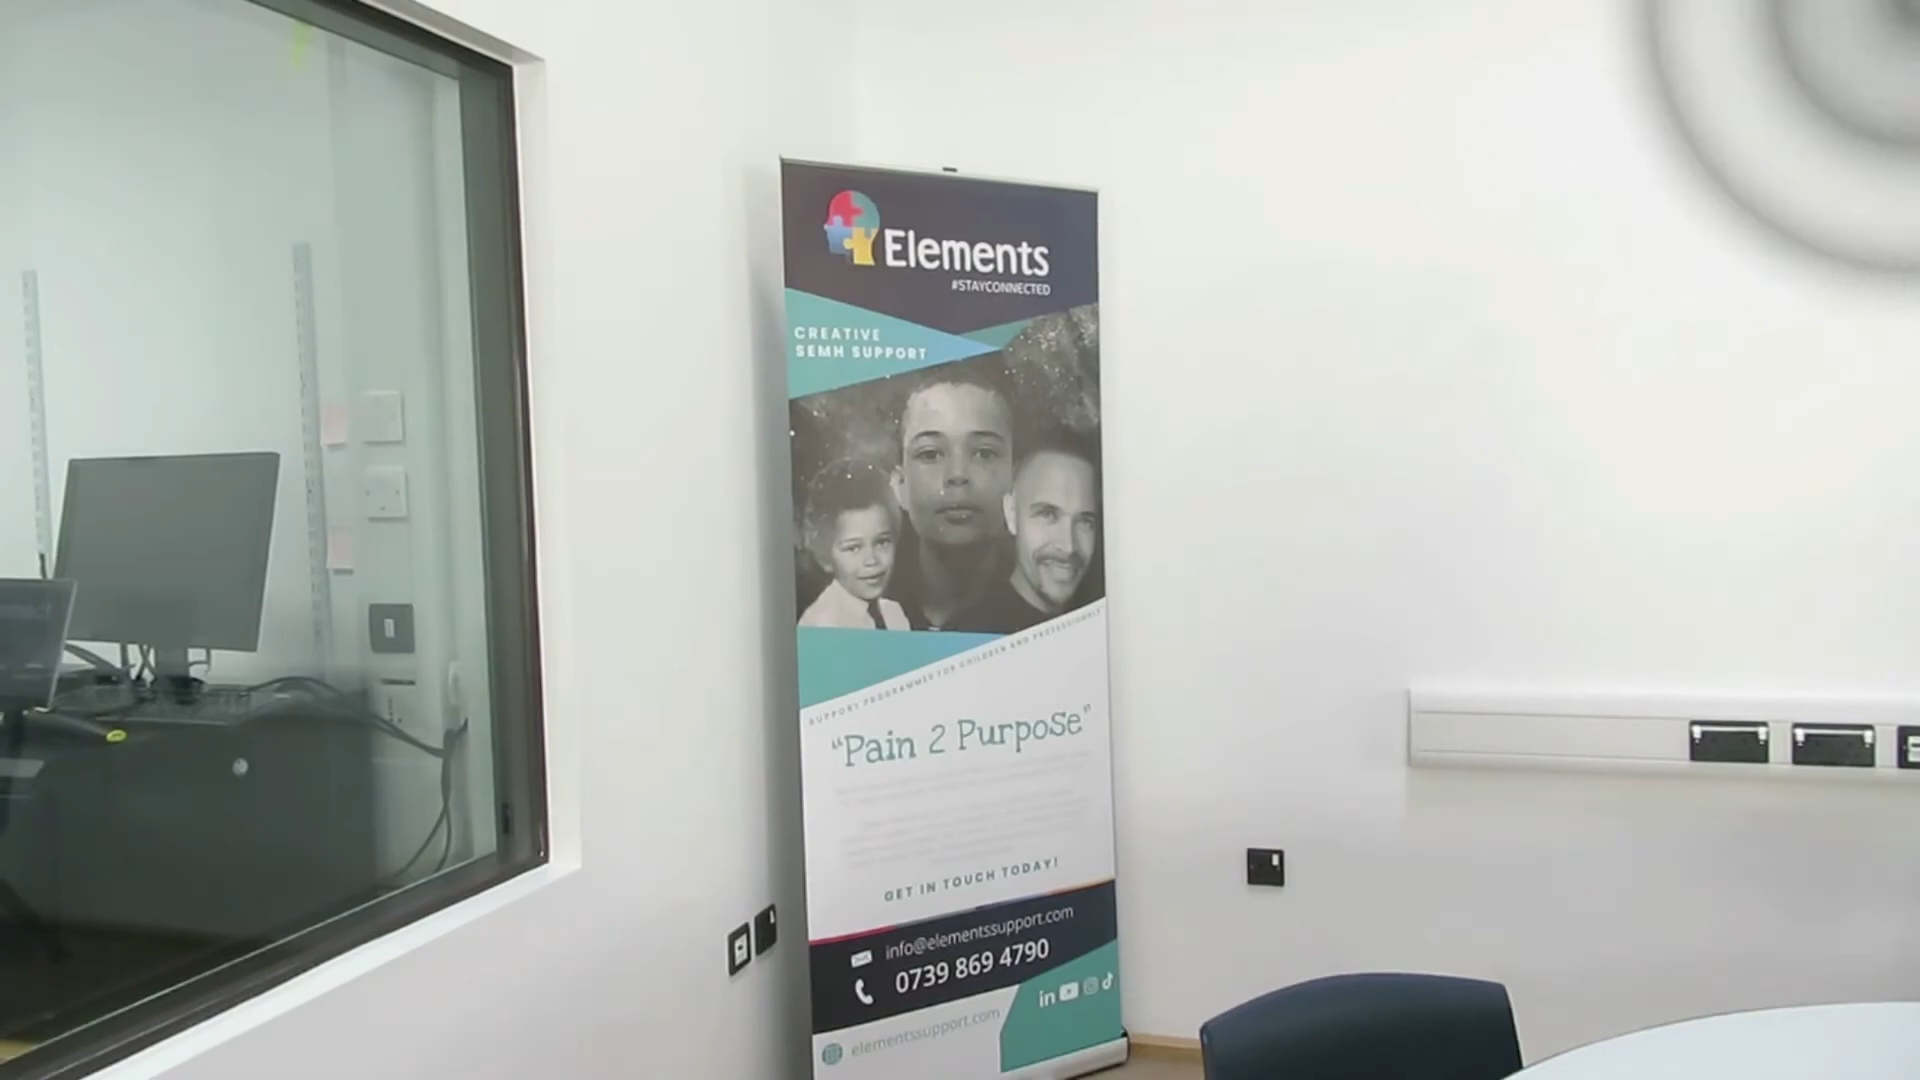 Elements
#STAYCONNECTED
CREATIVE
SEMH SUPPORT
SUPPORT PROGRAMMES FOR CHILDREN AND PROFESSIONALS
"Pain 2 Purpose"
GET IN TOUCH TODAY!
info@elementssupport.com
0739 869 4790
elementssupport.com